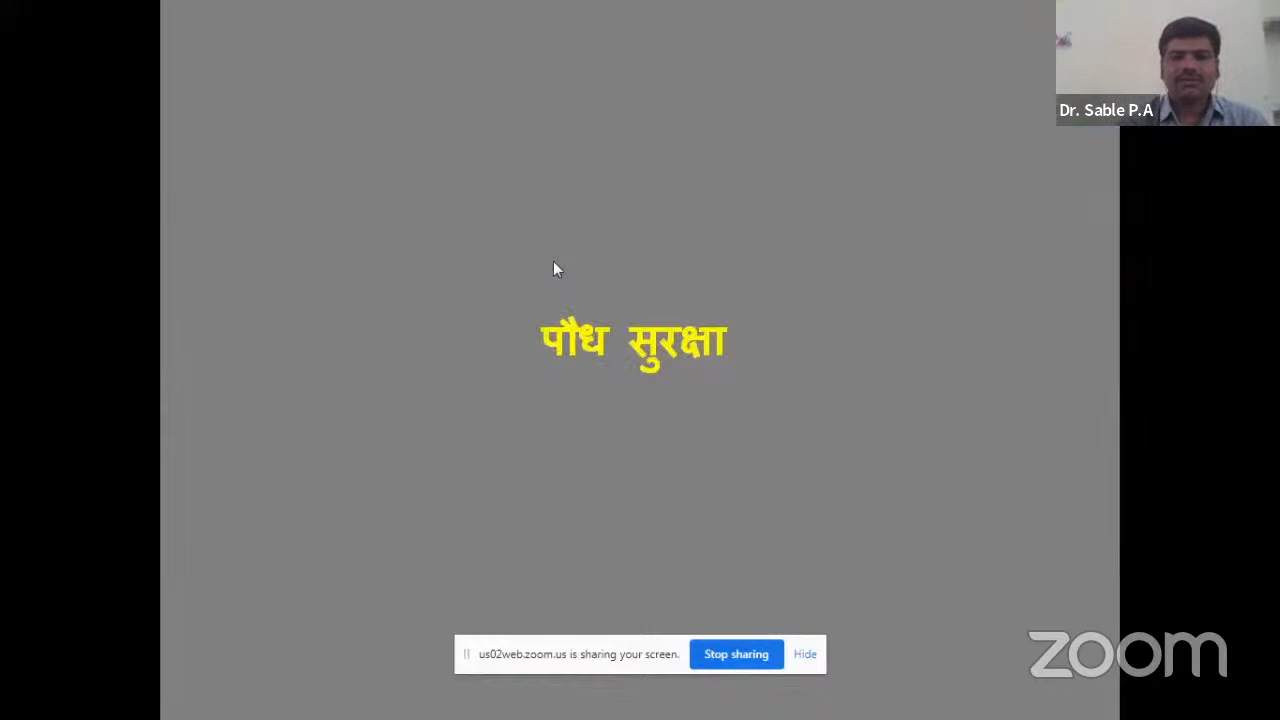 Dr. Sable P.A
पौध सुरक्षा
us02web.zoom.us is sharing your screen. Stop sharing Hide
zoom